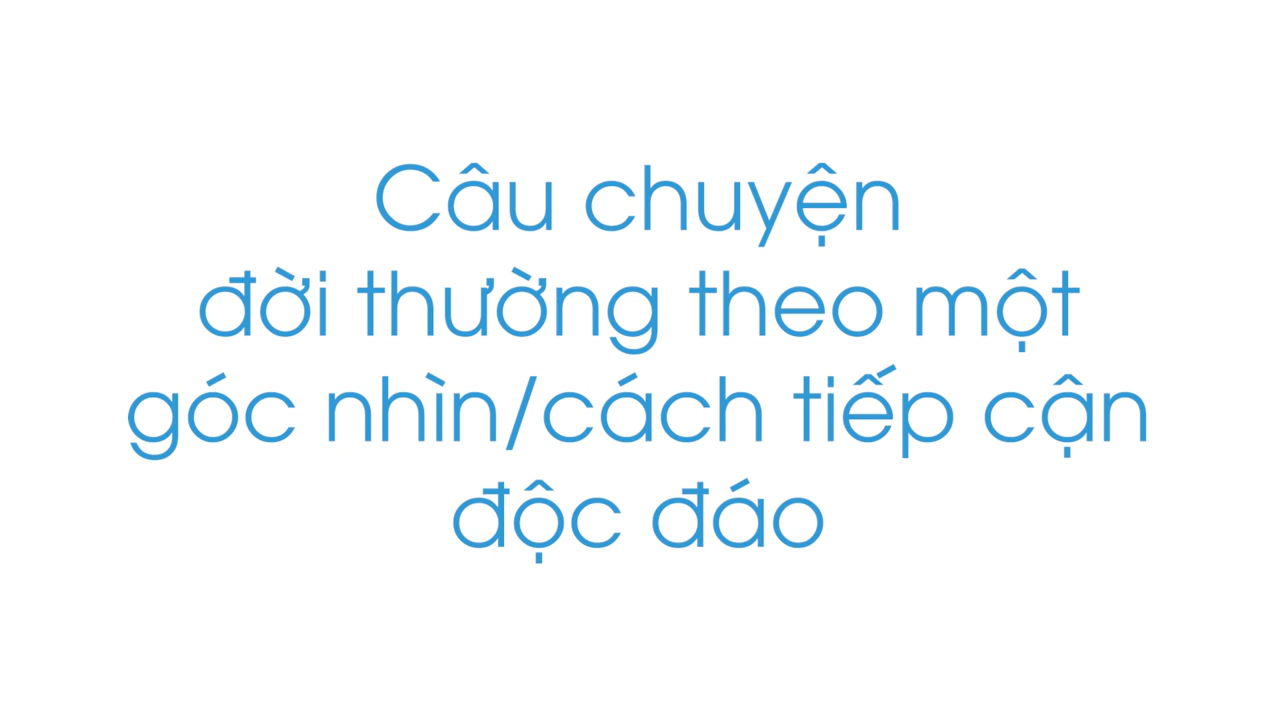 Câu chuyện
đời thường theo một
góc nhìn/cách tiếp cận
độc đáo